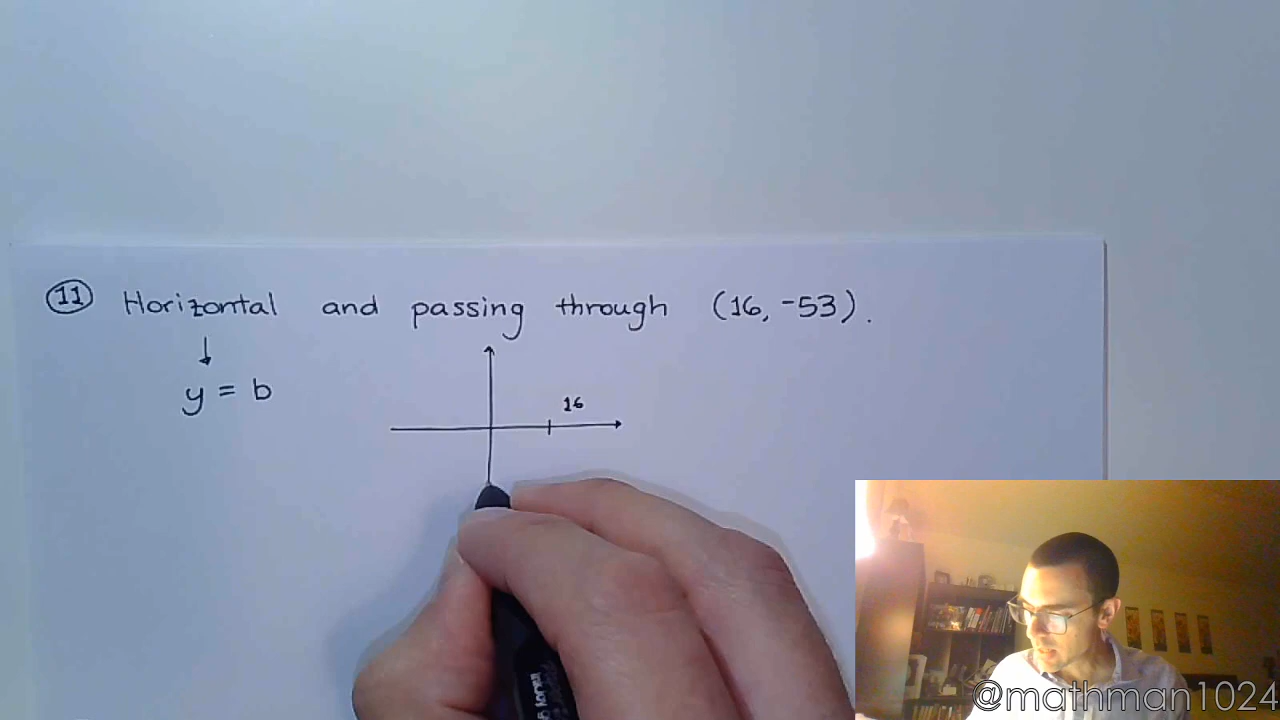 11 Horizontal and passing through (16, -53).
↓
y = b
16
@mathman1024